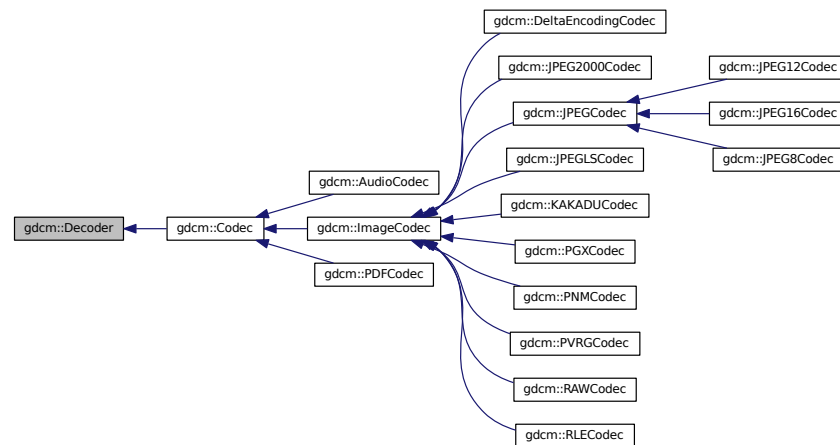 gdcm::DeltaEncodingCodec
gdcm::JPEG2000Codec
gdcm::JPEG12Codec
gdcm::JPEGCodec
gdcm::JPEG16Codec
gdcm::JPEGLSCodec
gdcm::JPEG8Codec
gdcm::AudioCodec
gdcm::KAKADUCodec
gdcm::Decoder
gdcm::Codec
gdcm::ImageCodec
gdcm::PGXCodec
gdcm::PDFCodec
gdcm::PNMCodec
gdcm::PVRGCodec
gdcm::RAWCodec
gdcm::RLECodec